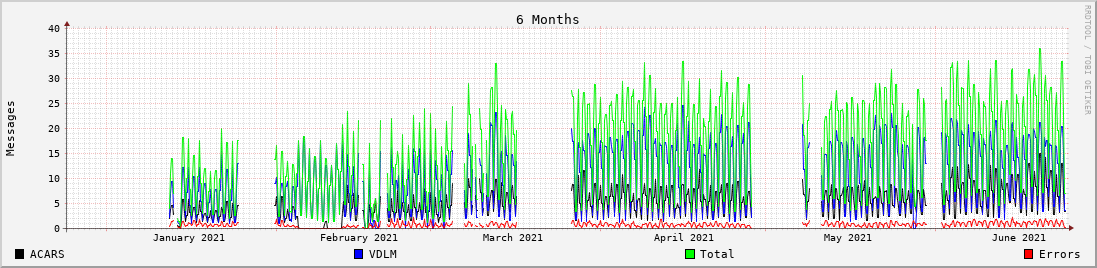 6 Months
RRDTOOL / TOBI OETIKER
Messages
40
35
30
25
20
15
10
5
0
January 2021 February 2021 March 2021 April 2021 May 2021 June 2021
ACARS VDLM Total Errors